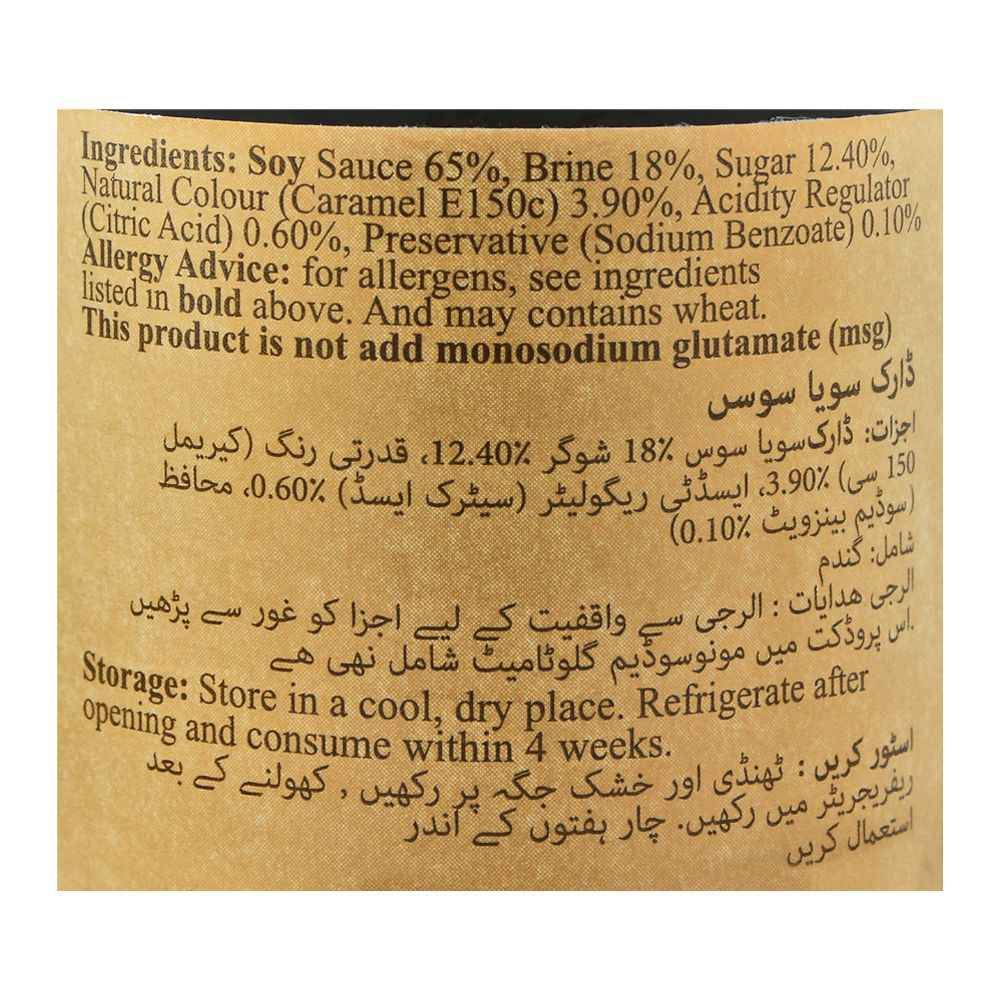 Ingredients: Soy Sauce 65%, Brine 18%, Sugar 12.40%,
Natural Colour (Caramel E150c) 3.90%, Acidity Regulator
(Citric Acid) 0.60%, Preservative (Sodium Benzoate) 0.10%
Allergy Advice: for allergens, see ingredients
listed in bold above. And may contains wheat.
This product is not add monosodium glutamate (msg)
ڈارک سویا سوس
اجزات: ڈارک سویا سوس ٪18 شوگر ٪12.40، قدرتی رنگ (کیریمل
150 سی) ٪3.90، ایسڈٹی ریگولیٹر (سیٹرک ایسڈ) ٪0.60، محافظ
(سوڈیم بینزویٹ ٪0.10)
شامل: گندم
الرجی هدایات : الرجی سے واقفیت کے لیے اجزا کو غور سے پڑھیں
.اس پروڈکت میں مونوسوڈیم گلوٹامیٹ شامل نهی هے
Storage: Store in a cool, dry place. Refrigerate after
opening and consume within 4 weeks.
اسٹور کریں : ٹھنڈی اور خشک جگہ پر رکھیں , کھولنے کے بعد
ریفریجریٹر میں رکھیں. چار ہفتوں کے اندر
استعمال کریں